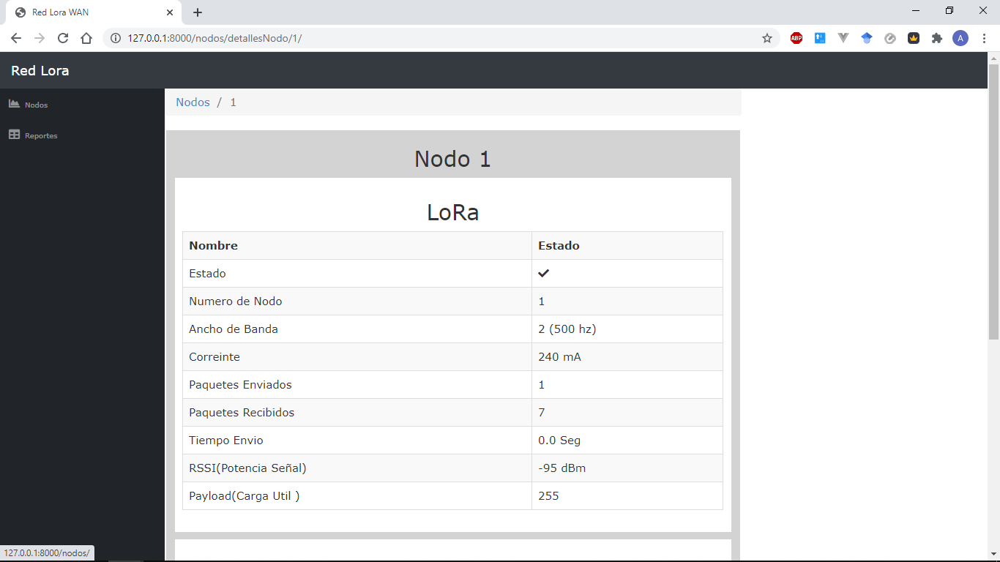 Red Lora WAN
127.0.0.1:8000/nodos/detallesNodo/1/
ABP
A
Red Lora
Nodos
Reportes
Nodos / 1
Nodo 1
LoRa
Nombre Estado
Estado
Numero de Nodo 1
Ancho de Banda 2 (500 hz)
Correinte 240 mA
Paquetes Enviados 1
Paquetes Recibidos 7
Tiempo Envio 0.0 Seg
RSSI(Potencia Señal) -95 dBm
Payload(Carga Util ) 255
127.0.0.1:8000/nodos/